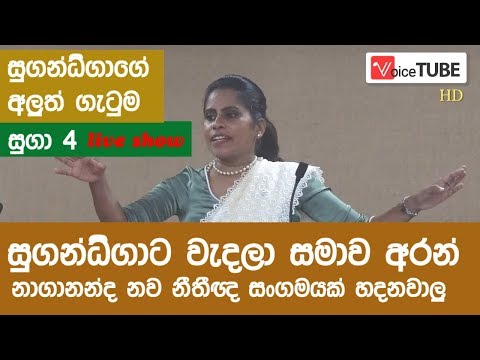 සුගන්ධිගාගේ
අලුත් ගැටුම
සුගා 4 live show
VoiceTUBE
HD
සුගන්ධිගාට වැදලා සමාව අරන්
නාගානන්ද නව නීතීඥ සංගමයක් හදනවාලු